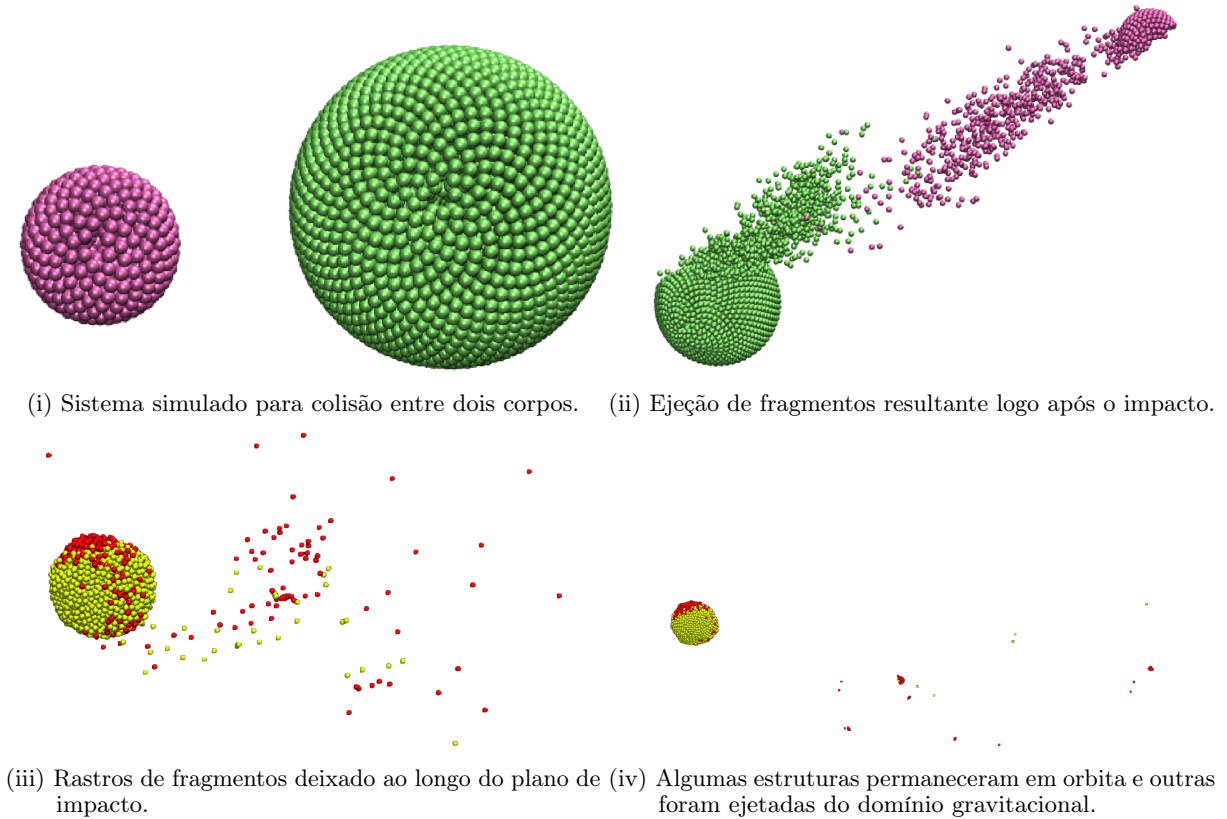 (i) Sistema simulado para colisão entre dois corpos.
(ii) Ejeção de fragmentos resultante logo após o impacto.
(iii) Rastros de fragmentos deixado ao longo do plano de
impacto.
(iv) Algumas estruturas permaneceram em orbita e outras
foram ejetadas do domínio gravitacional.